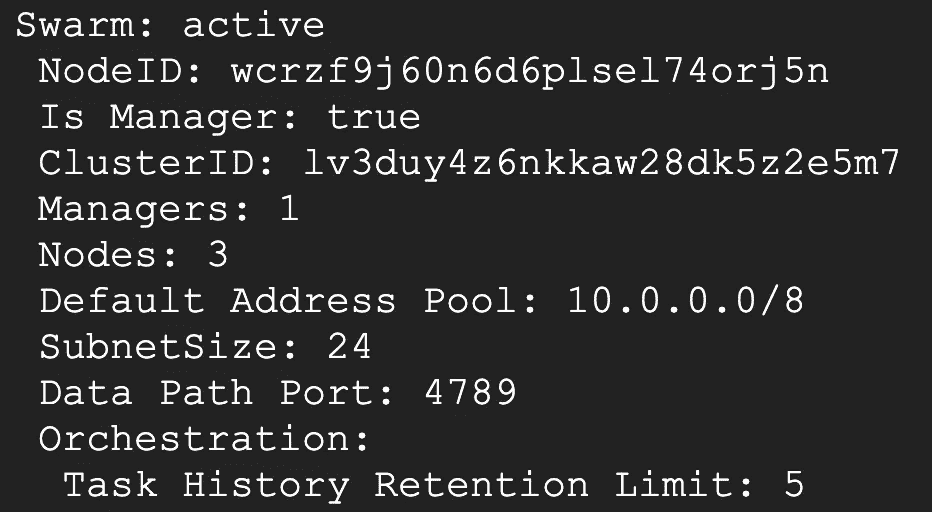 Swarm: active
NodeID: wcrzf9j60n6d6plsel74orj5n
Is Manager: true
ClusterID: lv3duy4z6nkkaw28dk5z2e5m7
Managers: 1
Nodes: 3
Default Address Pool: 10.0.0.0/8
SubnetSize: 24
Data Path Port: 4789
Orchestration:
Task History Retention Limit: 5